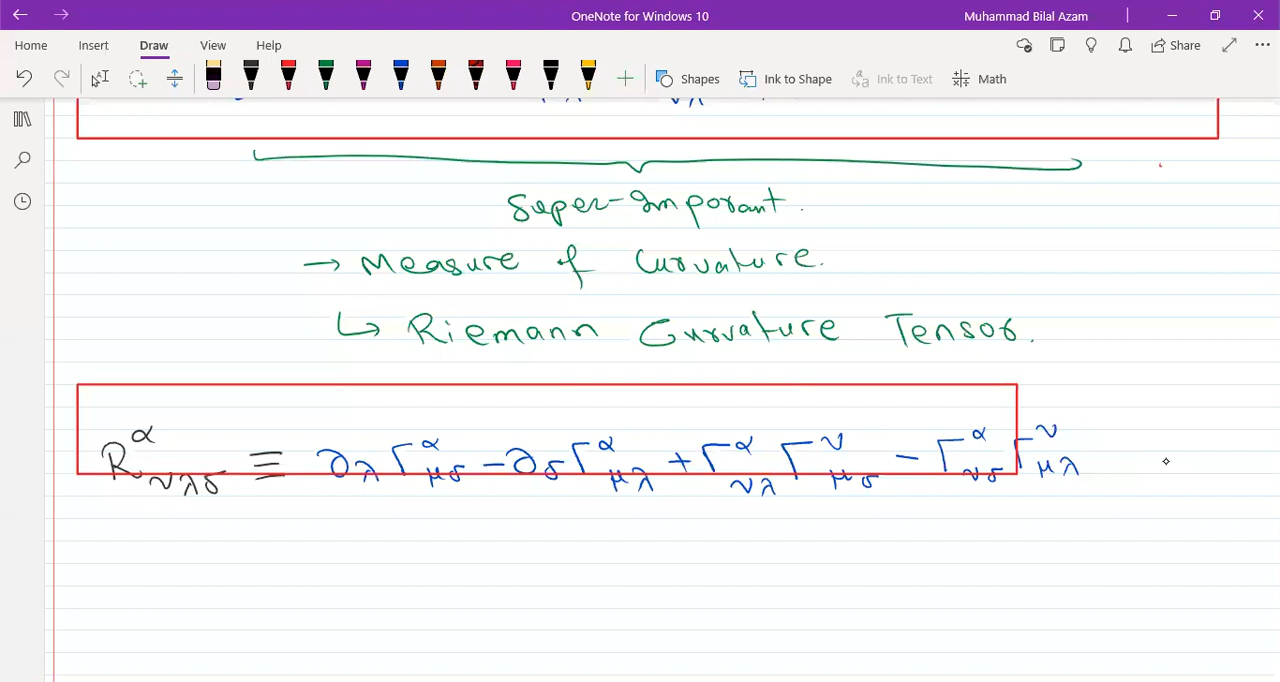 OneNote for Windows 10
Muhammad Bilal Azam
Home Insert Draw View Help
Share
Shapes Ink to Shape Ink to Text Math
Super-Imporant.
→ Measure of Curvature.
↳ Riemann Curvature Tensor.
R^α_{νλσ} ≡ ∂_λ Γ^α_{μσ} − ∂_σ Γ^α_{μλ} + Γ^α_{νλ} Γ^ν_{μσ} − Γ^α_{νσ} Γ^ν_{μλ}